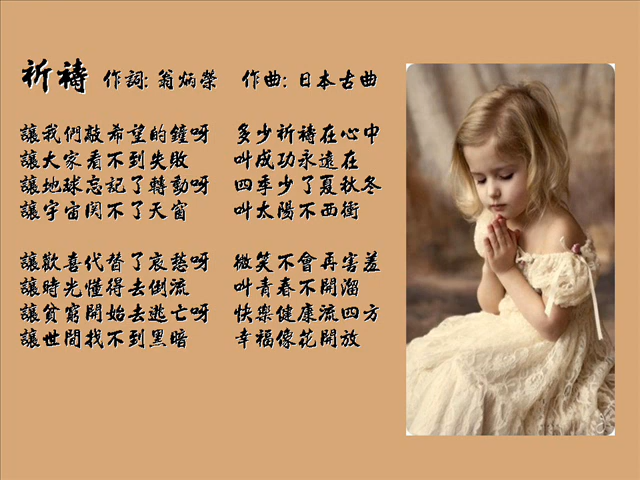 祈禱 作詞: 翁炳榮 作曲: 日本古曲
讓我們敲希望的鐘呀 多少祈禱在心中
讓大家看不到失敗 叫成功永遠在
讓地球忘記了轉動呀 四季少了夏秋冬
讓宇宙関不了天窗 叫太陽不西衝
讓歡喜代替了哀愁呀 微笑不會再害羞
讓時光懂得去倒流 叫青春不開溜
讓貧窮開始去逃亡呀 快樂健康流四方
讓世間找不到黑暗 幸福像花開放